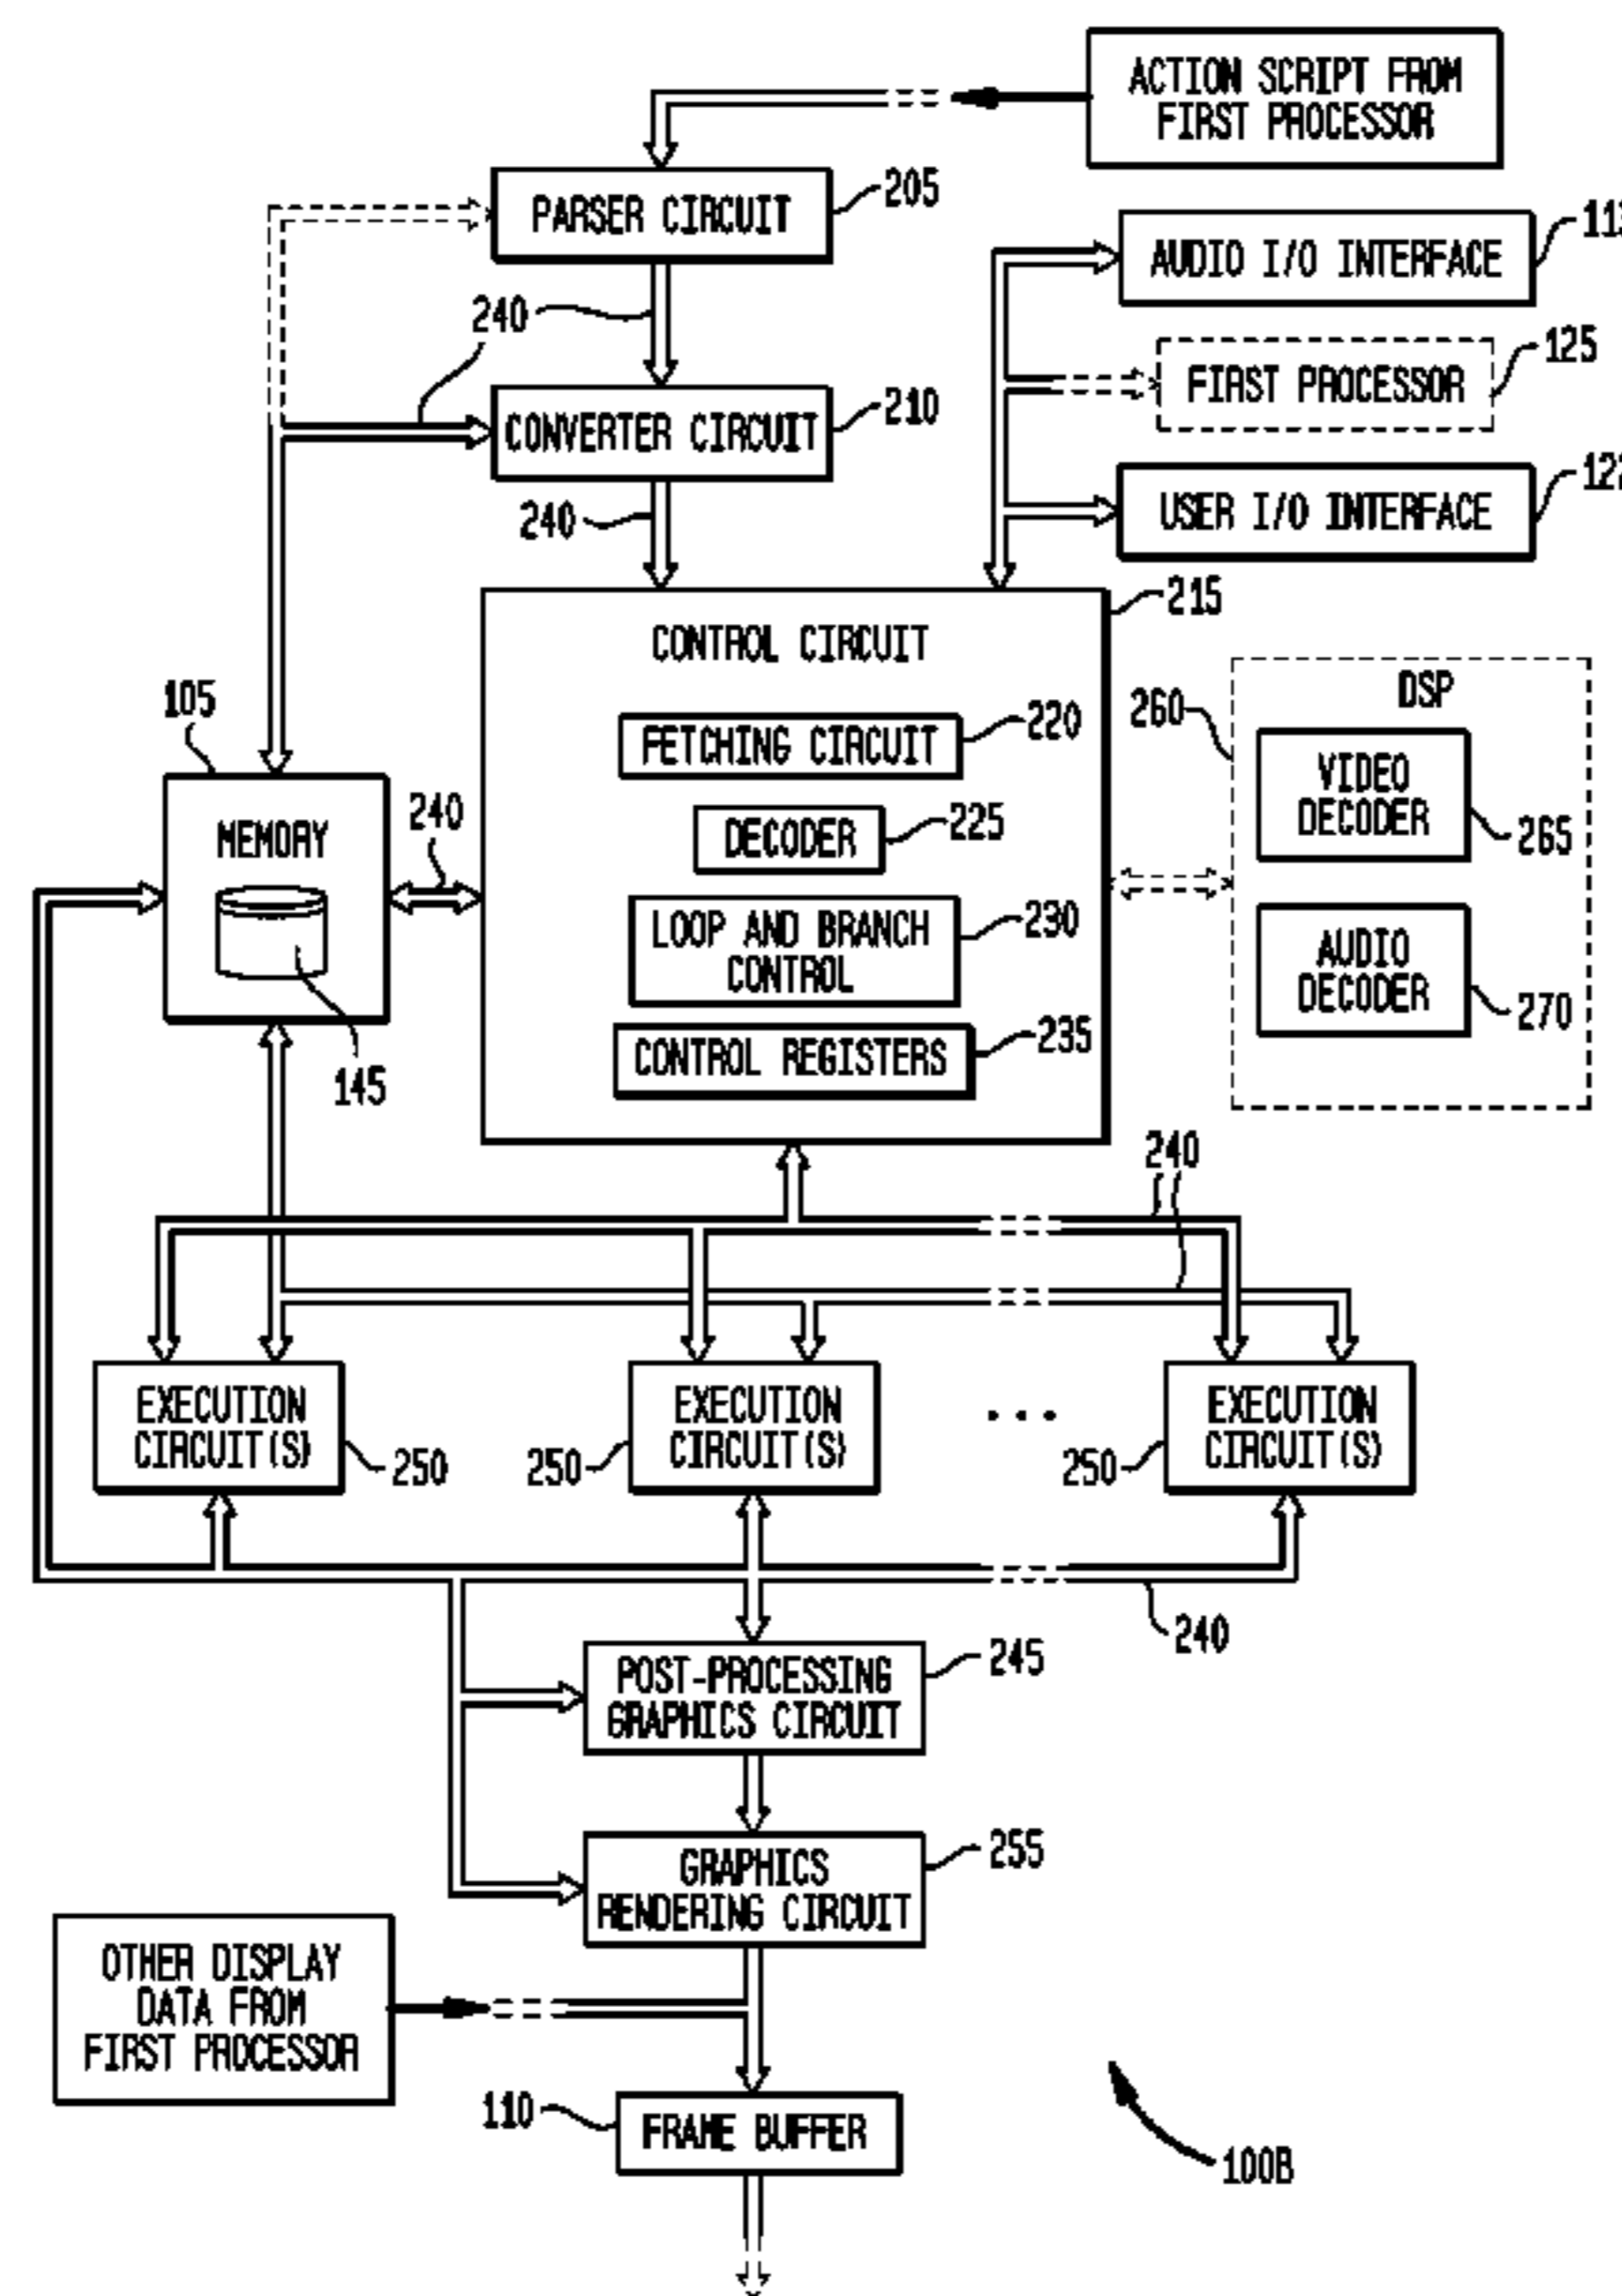 ACTION SCRIPT FROM
FIRST PROCESSOR
PARSER CIRCUIT
205
AUDIO I/O INTERFACE
240
FIRST PROCESSOR
125
CONVERTER CIRCUIT
210
USER I/O INTERFACE
240
215
CONTROL CIRCUIT
105
FETCHING CIRCUIT
220
260
DSP
VIDEO
DECODER
265
MEMORY
240
DECODER
225
LOOP AND BRANCH
CONTROL
230
AUDIO
DECODER
270
145
CONTROL REGISTERS
235
240
EXECUTION
CIRCUIT(S)
250
EXECUTION
CIRCUIT(S)
250
...
EXECUTION
CIRCUIT(S)
250
240
POST-PROCESSING
GRAPHICS CIRCUIT
245
GRAPHICS
RENDERING CIRCUIT
255
OTHER DISPLAY
DATA FROM
FIRST PROCESSOR
110
FRAME BUFFER
100B